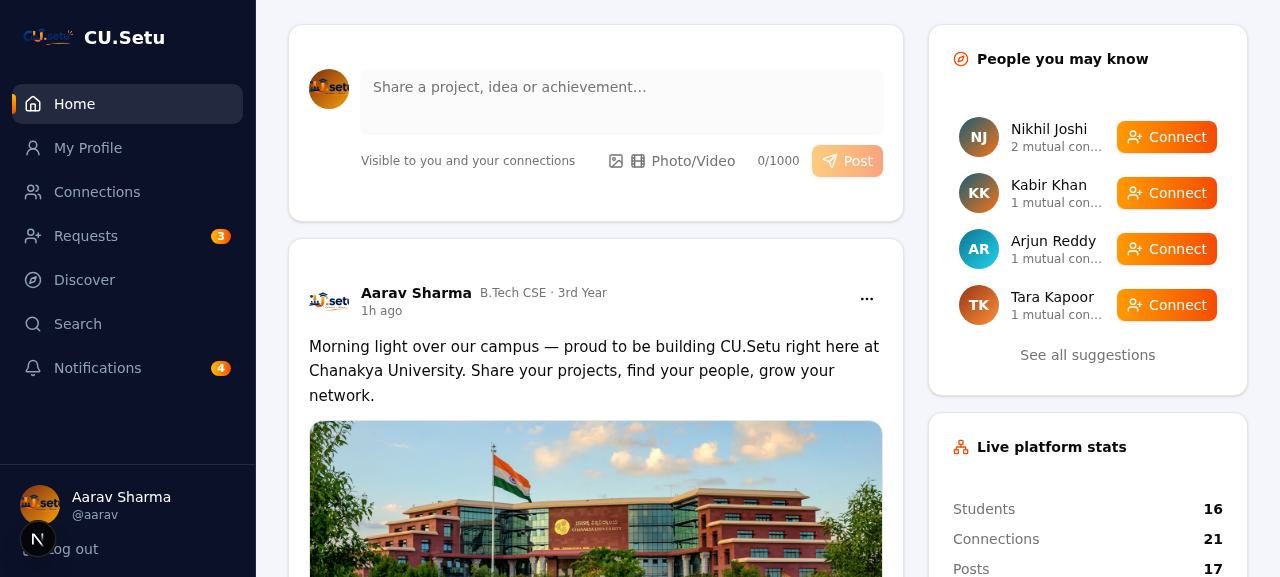 CU.Setu
Home
My Profile
Connections
Requests
3
Discover
Search
Notifications
4
Aarav Sharma
@aarav
N
og out
Share a project, idea or achievement...
Visible to you and your connections
Photo/Video
0/1000
Post
Aarav Sharma
B.Tech CSE · 3rd Year
1h ago
Morning light over our campus — proud to be building CU.Setu right here at
Chanakya University. Share your projects, find your people, grow your
network.
CHANAKYA UNIVERSITY
People you may know
NJ
Nikhil Joshi
2 mutual con...
Connect
KK
Kabir Khan
1 mutual con...
Connect
AR
Arjun Reddy
1 mutual con...
Connect
TK
Tara Kapoor
1 mutual con...
Connect
See all suggestions
Live platform stats
Students
16
Connections
21
Posts
17